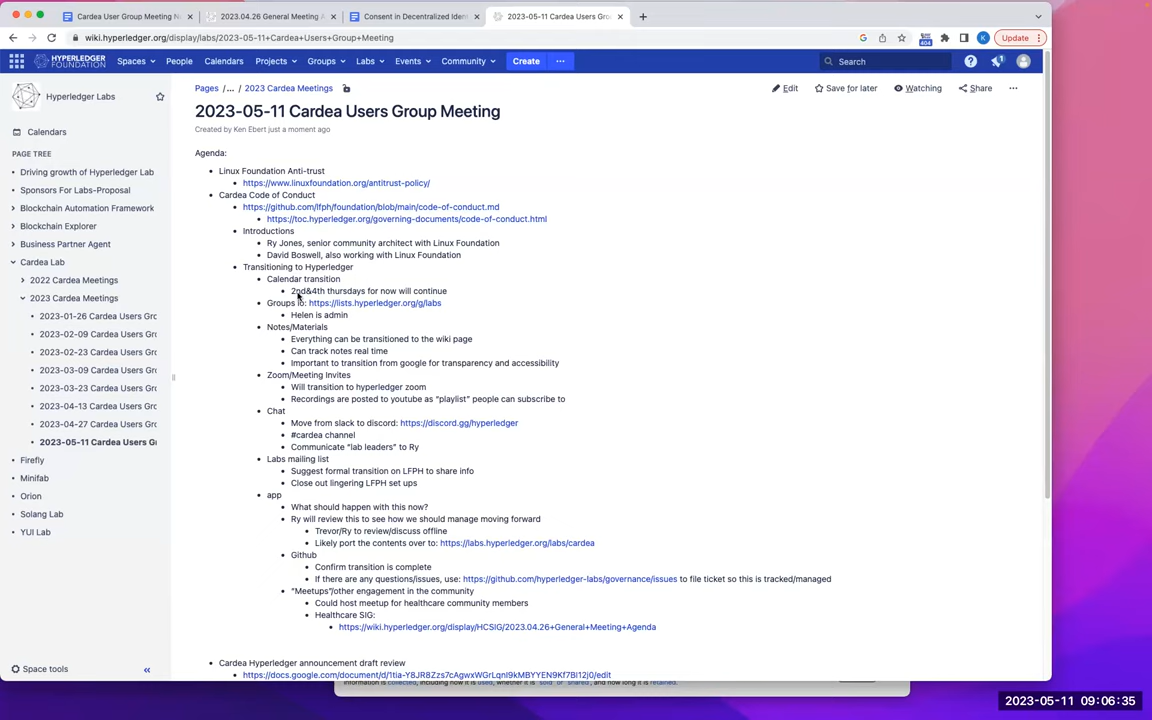 Cardea User Group Meeting N
2023.04.26 General Meeting A
Consent in Decentralized Iden
2023-05-11 Cardea Users Gro
wiki.hyperledger.org/display/labs/2023-05-11+Cardea+Users+Group+Meeting
404
K
Update
HYPERLEDGER
FOUNDATION
Spaces People Calendars Projects Groups Labs Events Community Create ... Search
Hyperledger Labs
Calendars
PAGE TREE
Driving growth of Hyperledger Lab
Sponsors For Labs-Proposal
Blockchain Automation Framework
Blockchain Explorer
Business Partner Agent
Cardea Lab
2022 Cardea Meetings
2023 Cardea Meetings
2023-01-26 Cardea Users Gro
2023-02-09 Cardea Users Gro
2023-02-23 Cardea Users Gro
2023-03-09 Cardea Users Gro
2023-03-23 Cardea Users Gro
2023-04-13 Cardea Users Gro
2023-04-27 Cardea Users Gro
2023-05-11 Cardea Users Gr
Firefly
Minifab
Orion
Solang Lab
YUI Lab
Space tools
Pages /... / 2023 Cardea Meetings
Edit Save for later Watching Share ...
2023-05-11 Cardea Users Group Meeting
Created by Ken Ebert just a moment ago
Agenda:
Linux Foundation Anti-trust
https://www.linuxfoundation.org/antitrust-policy/
Cardea Code of Conduct
https://github.com/lfph/foundation/blob/main/code-of-conduct.md
https://toc.hyperledger.org/governing-documents/code-of-conduct.html
Introductions
Ry Jones, senior community architect with Linux Foundation
David Boswell, also working with Linux Foundation
Transitioning to Hyperledger
Calendar transition
2nd&4th thursdays for now will continue
Groups io: https://lists.hyperledger.org/g/labs
Helen is admin
Notes/Materials
Everything can be transitioned to the wiki page
Can track notes real time
Important to transition from google for transparency and accessibility
Zoom/Meeting Invites
Will transition to hyperledger zoom
Recordings are posted to youtube as "playlist" people can subscribe to
Chat
Move from slack to discord: https://discord.gg/hyperledger
#cardea channel
Communicate "lab leaders" to Ry
Labs mailing list
Suggest formal transition on LFPH to share info
Close out lingering LFPH set ups
app
What should happen with this now?
Ry will review this to see how we should manage moving forward
Trevor/Ry to review/discuss offline
Likely port the contents over to: https://labs.hyperledger.org/labs/cardea
Github
Confirm transition is complete
If there are any questions/issues, use: https://github.com/hyperledger-labs/governance/issues to file ticket so this is tracked/managed
"Meetups"/other engagement in the community
Could host meetup for healthcare community members
Healthcare SIG:
https://wiki.hyperledger.org/display/HCSIG/2023.04.26+General+Meeting+Agenda
Cardea Hyperledger announcement draft review
https://docs.google.com/document/d/1tia-Y8JR8Zzs7cAgwxWGrLqnl9kMBYYEN9Kf7Bl12j0/edit
information is collected, including how it is used, whether it is sold or shared, and how long it is retained.
2023-05-11 09:06:35